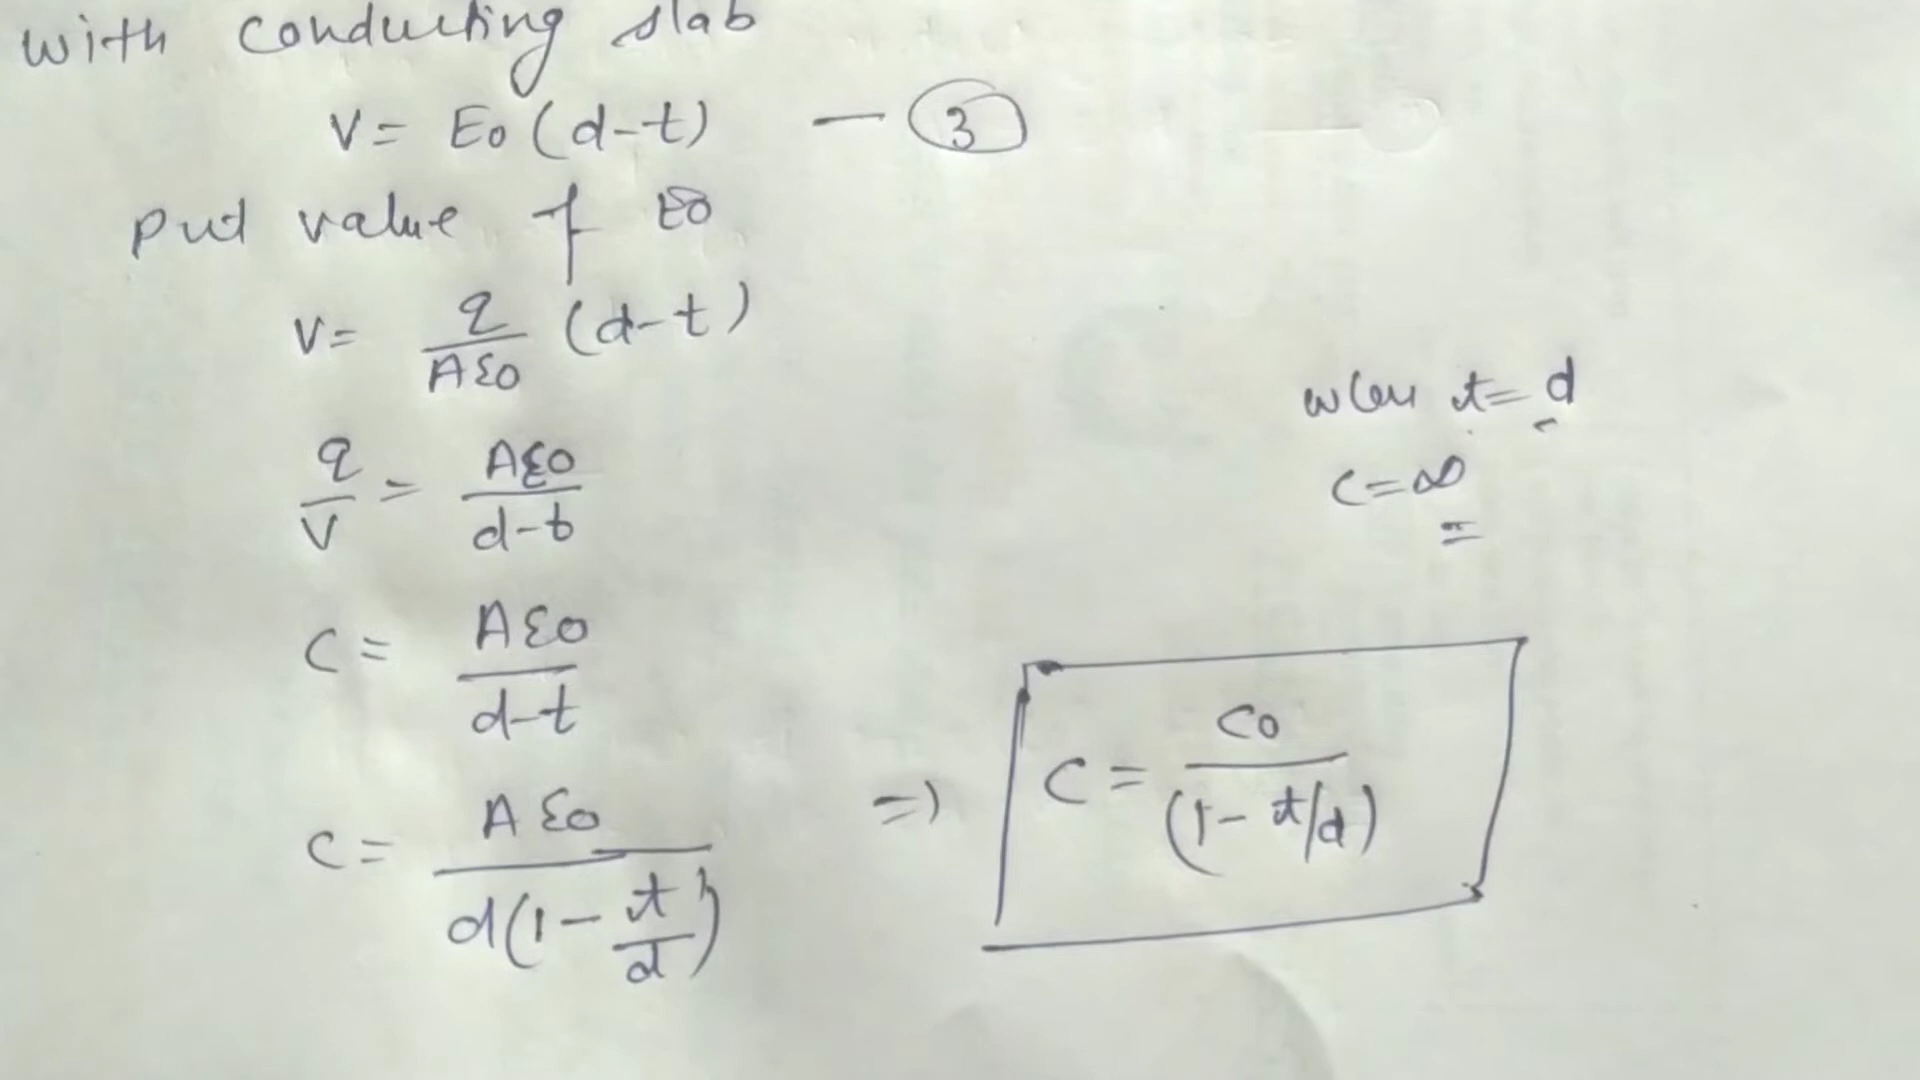 with conducting slab
V= E0 (d-t) — 3
put value of E0
V= q/Aε0 (d-t)
q/V = Aε0/d-t
C= Aε0/d-t
C= Aε0/d(1-t/d) => C= C0/(1-t/d)
when t=d
C=∞